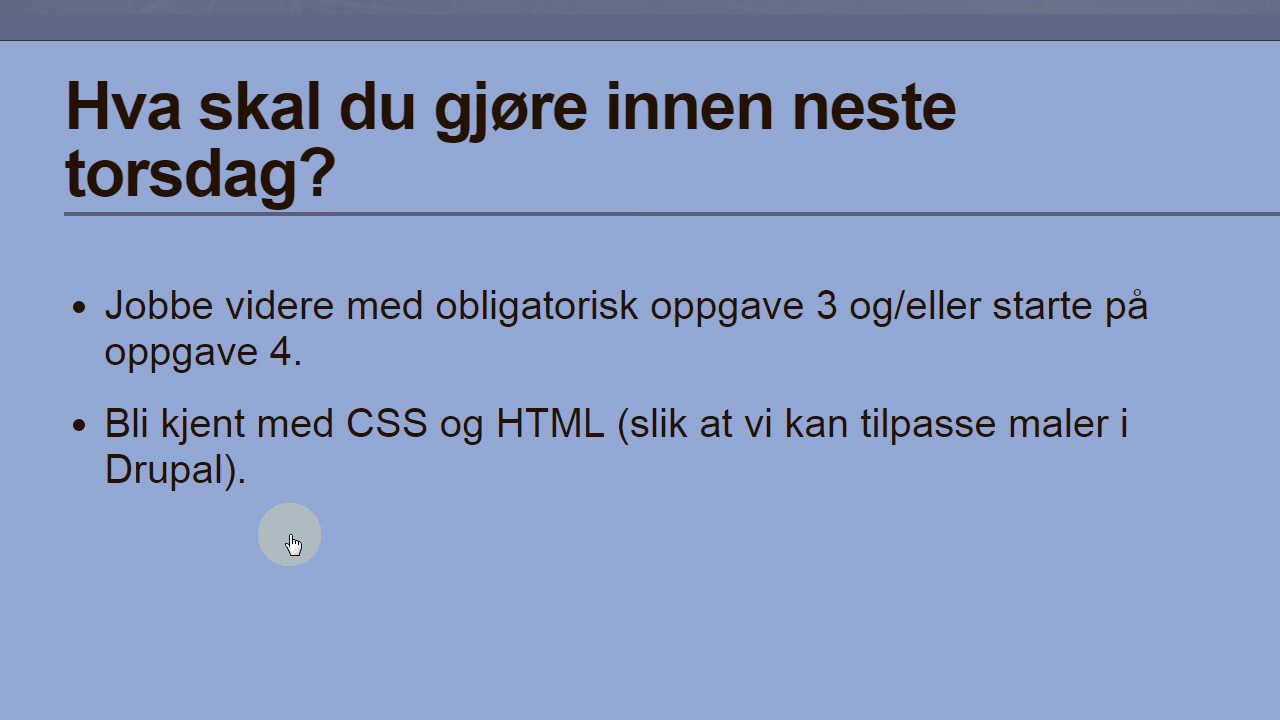 Hva skal du gjøre innen neste
torsdag?
• Jobbe videre med obligatorisk oppgave 3 og/eller starte på
oppgave 4.
• Bli kjent med CSS og HTML (slik at vi kan tilpasse maler i
Drupal).